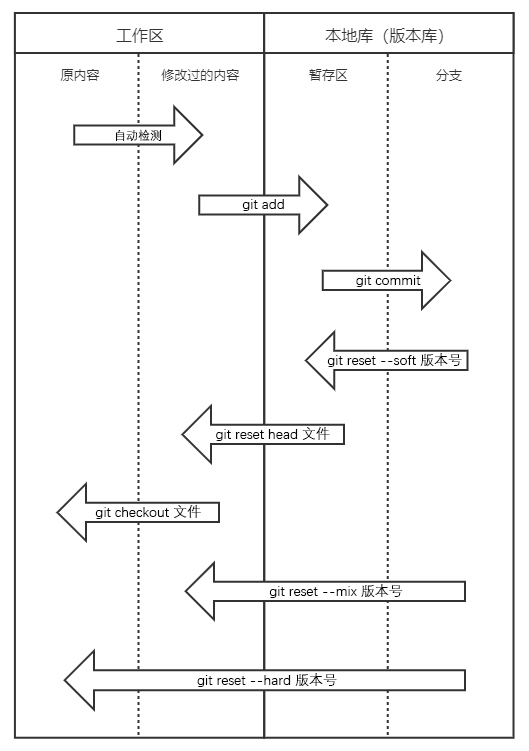 工作区
本地库（版本库）
原内容
修改过的内容
暂存区
分支
自动检测
git add
git commit
git reset --soft 版本号
git reset head 文件
git checkout 文件
git reset --mix 版本号
git reset --hard 版本号